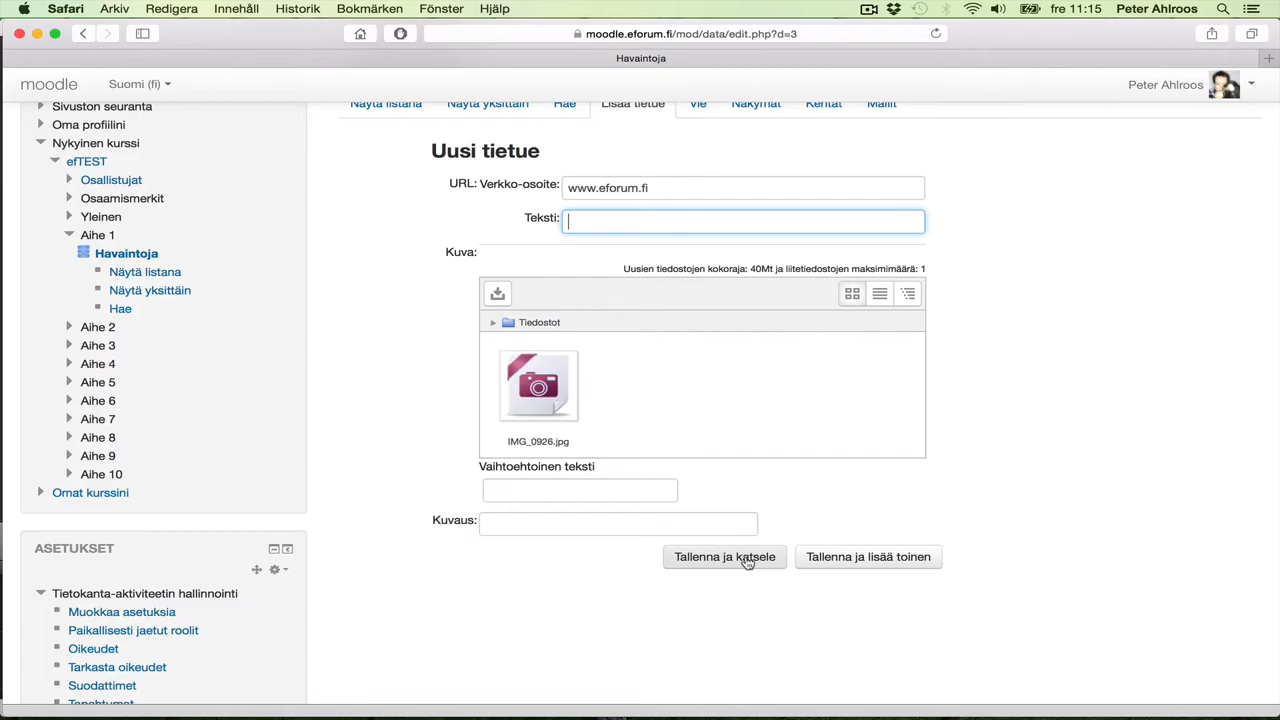 Safari Arkiv Redigera Innehåll Historik Bokmärken Fönster Hjälp fre 11:15 Peter Ahlroos
moodle.eforum.fi/mod/data/edit.php?d=3
Havaintoja
moodle Suomi (fi) Peter Ahlroos
Näytä listana Näytä yksittäin Hae Lisää tietue Vie Näkymät Kentät Mallit
Sivuston seuranta
Oma profiilini
Nykyinen kurssi
efTEST
Osallistujat
Osaamismerkit
Yleinen
Aihe 1
Havaintoja
Näytä listana
Näytä yksittäin
Hae
Aihe 2
Aihe 3
Aihe 4
Aihe 5
Aihe 6
Aihe 7
Aihe 8
Aihe 9
Aihe 10
Omat kurssini
ASETUKSET
Tietokanta-aktiviteetin hallinnointi
Muokkaa asetuksia
Paikallisesti jaetut roolit
Oikeudet
Tarkasta oikeudet
Suodattimet
Tapahtumat
Uusi tietue
URL: Verkko-osoite: www.eforum.fi
Teksti:
Kuva:
Uusien tiedostojen kokoraja: 40Mt ja liitetiedostojen maksimimäärä: 1
Tiedostot
IMG_0926.jpg
Vaihtoehtoinen teksti
Kuvaus:
Tallenna ja katsele Tallenna ja lisää toinen